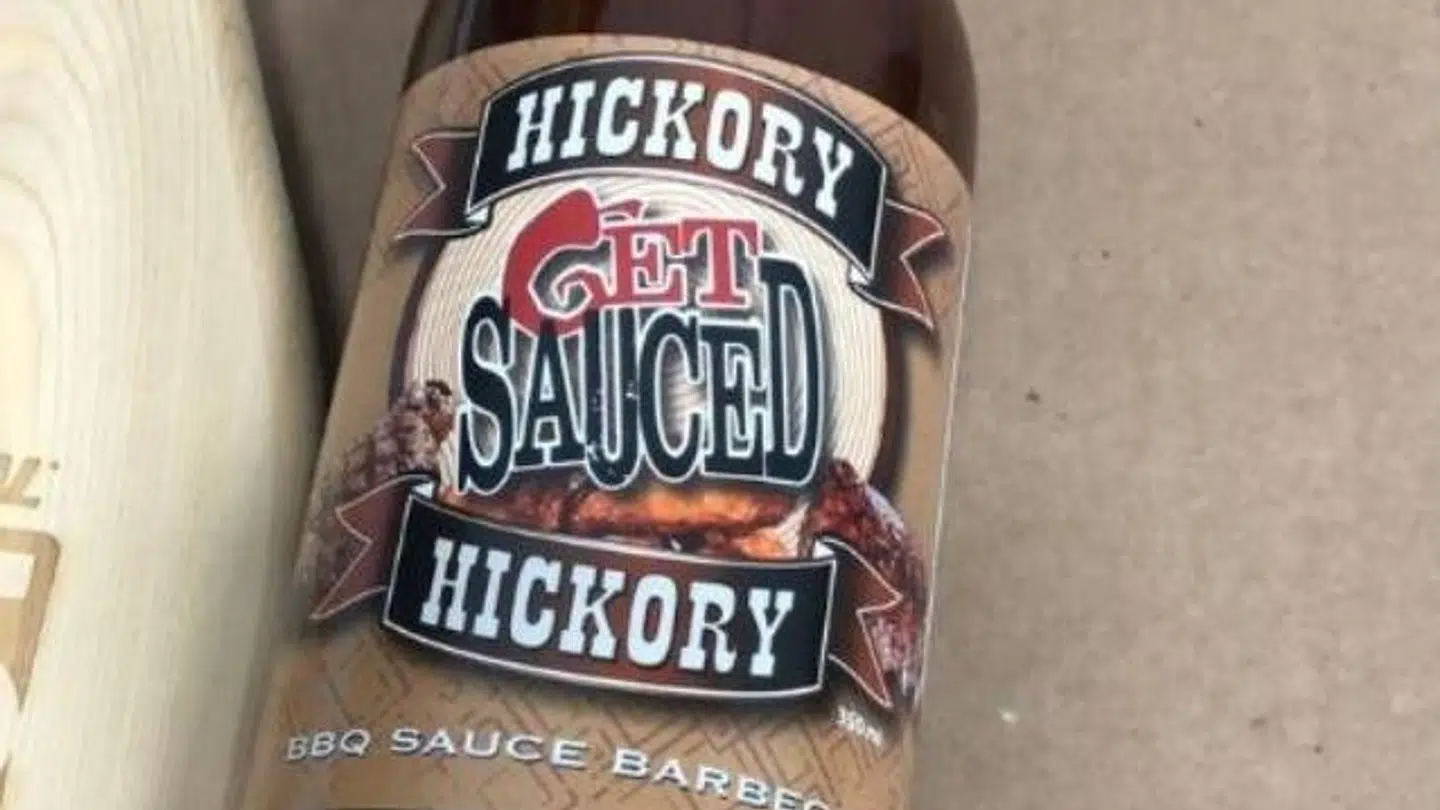 HICKORY
GET
SAUCED
HICKORY
BBQ SAUCE BARBEC